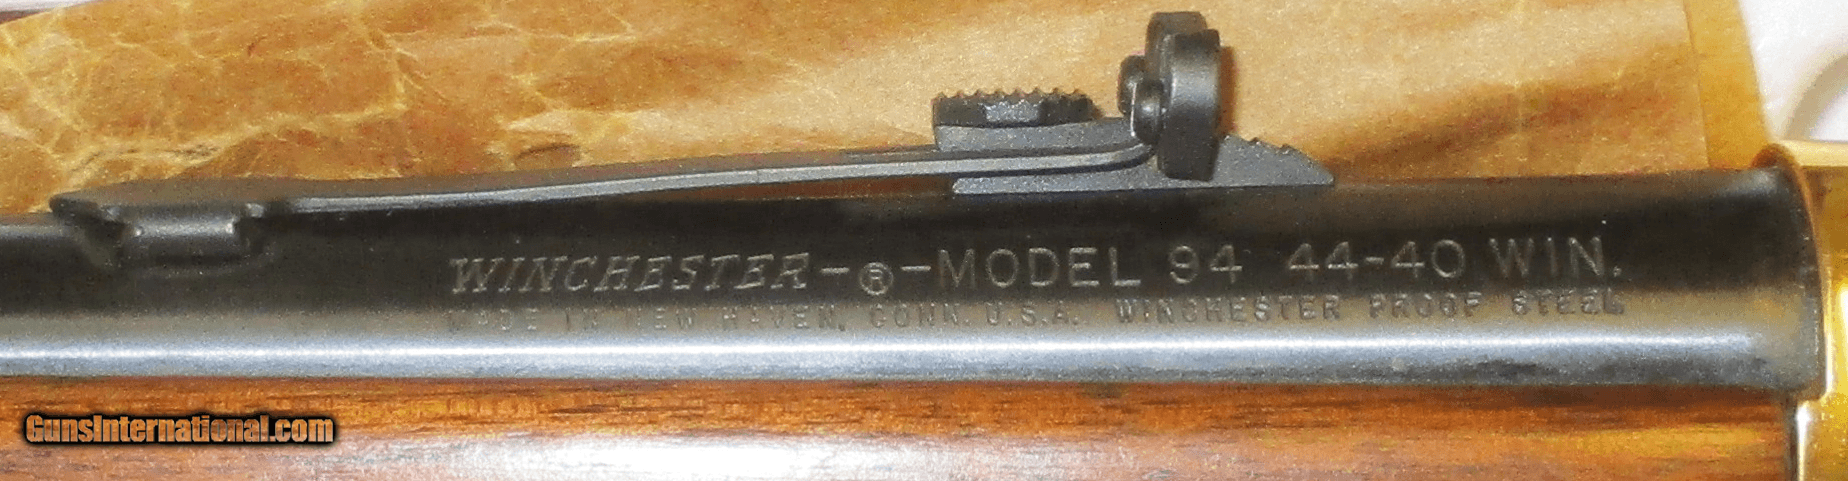 WINCHESTER-®-MODEL 94 44-40 WIN.
MADE IN NEW HAVEN, CONN. U.S.A. WINCHESTER PROOF STEEL
GunsInternational.com